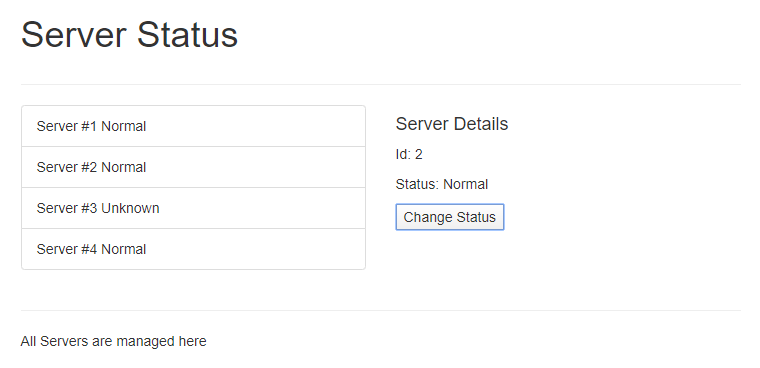 Server Status
Server #1 Normal
Server #2 Normal
Server #3 Unknown
Server #4 Normal
Server Details
Id: 2
Status: Normal
Change Status
All Servers are managed here